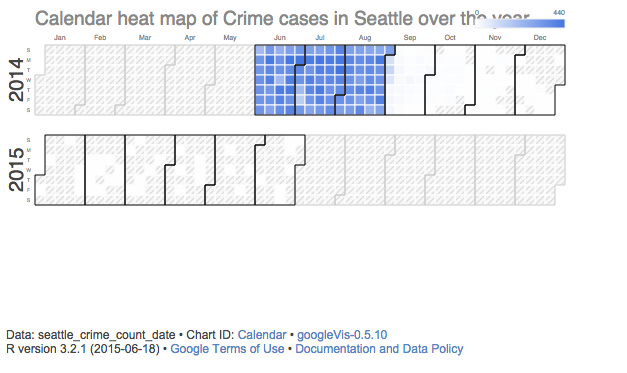 Calendar heat map of Crime cases in Seattle over the year
0 440
Jan Feb Mar Apr May Jun Jul Aug Sep Oct Nov Dec
2014
S
M
T
W
T
F
S
2015
S
M
T
W
T
F
S
Data: seattle_crime_count_date • Chart ID: Calendar • googleVis-0.5.10
R version 3.2.1 (2015-06-18) • Google Terms of Use • Documentation and Data Policy